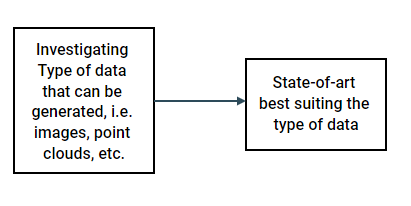 Investigating
Type of data
that can be
generated, i.e.
images, point
clouds, etc.
State-of-art
best suiting the
type of data